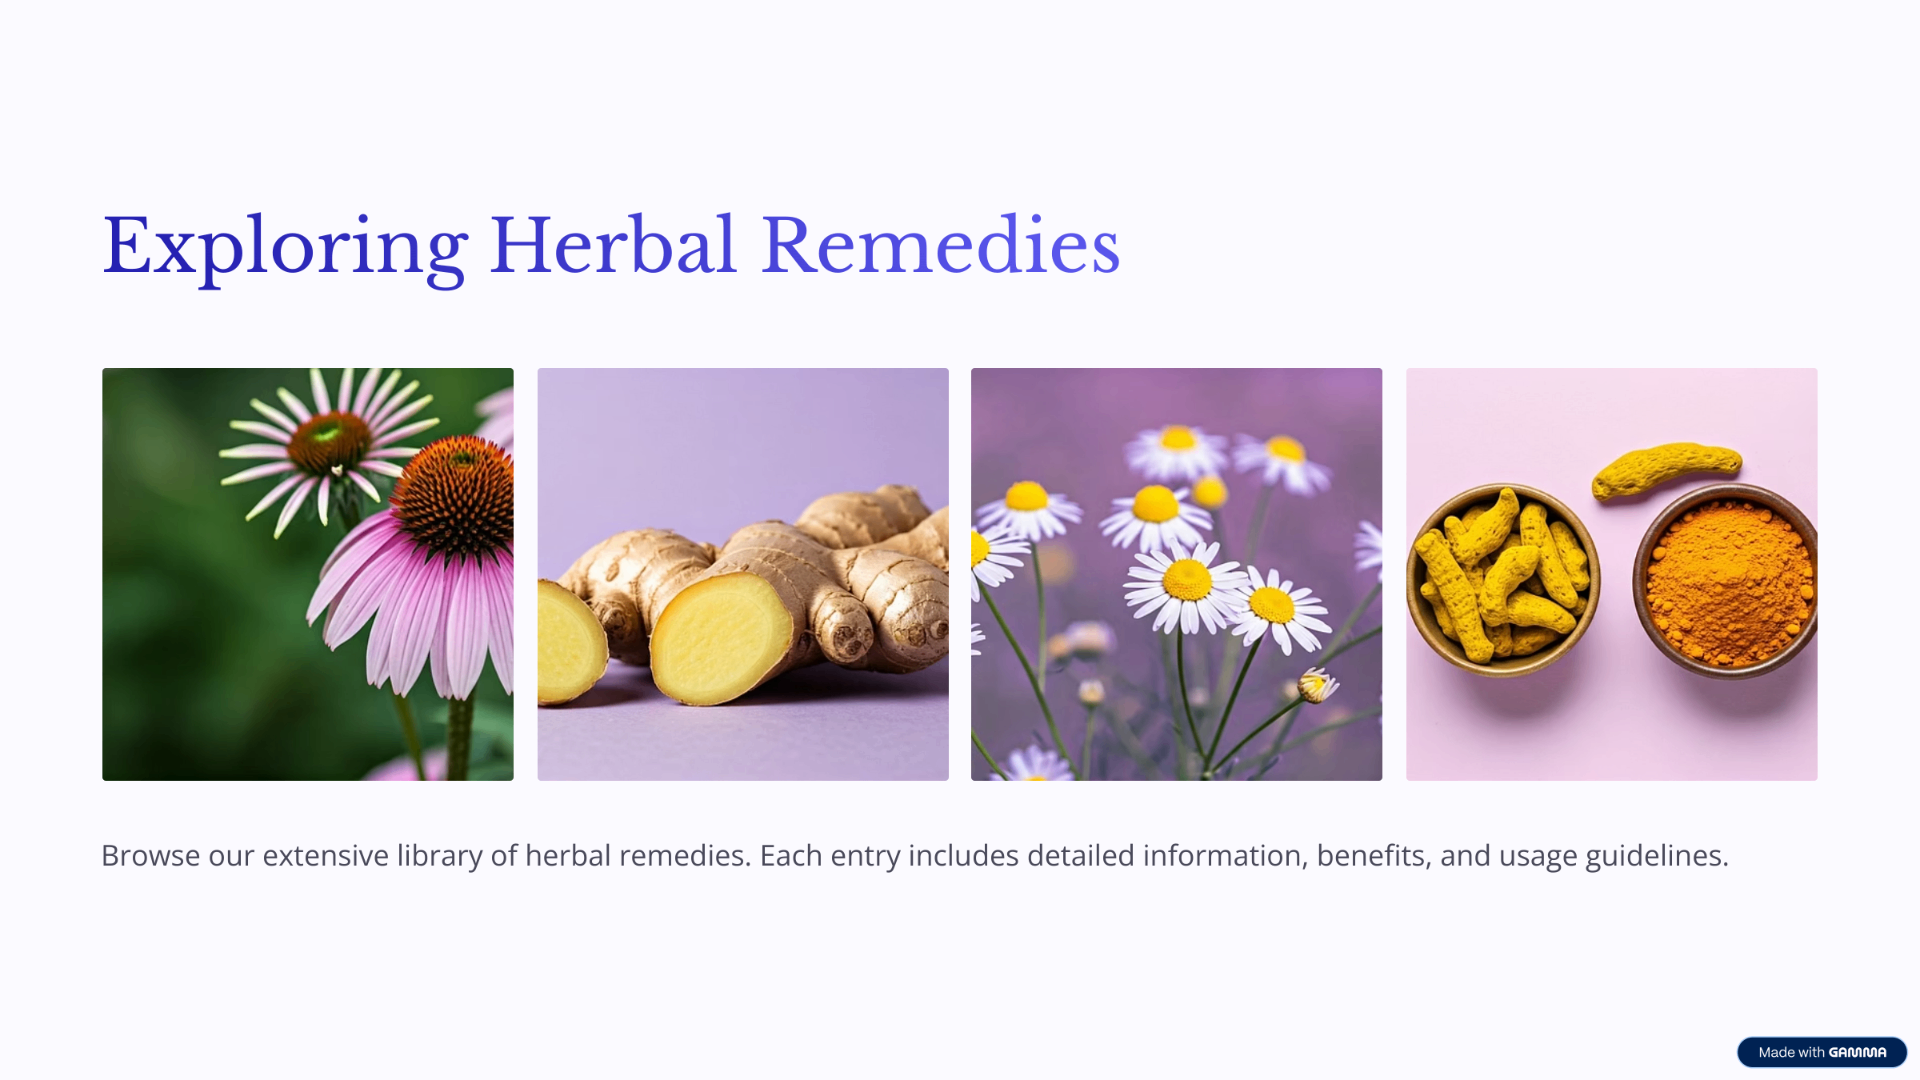 Exploring Herbal Remedies
Browse our extensive library of herbal remedies. Each entry includes detailed information, benefits, and usage guidelines.
Made with GAMMA